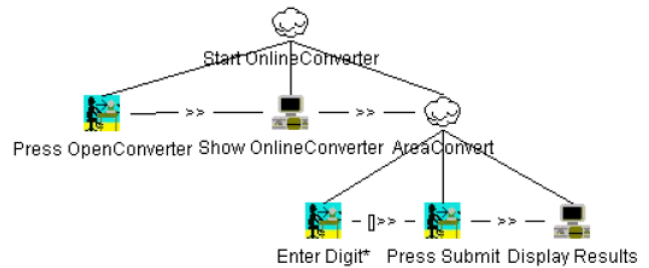 Start OnlineConverter
>> >>
Press OpenConverter Show OnlineConverter AreaConvert
[]>> >>
Enter Digit* Press Submit Display Results